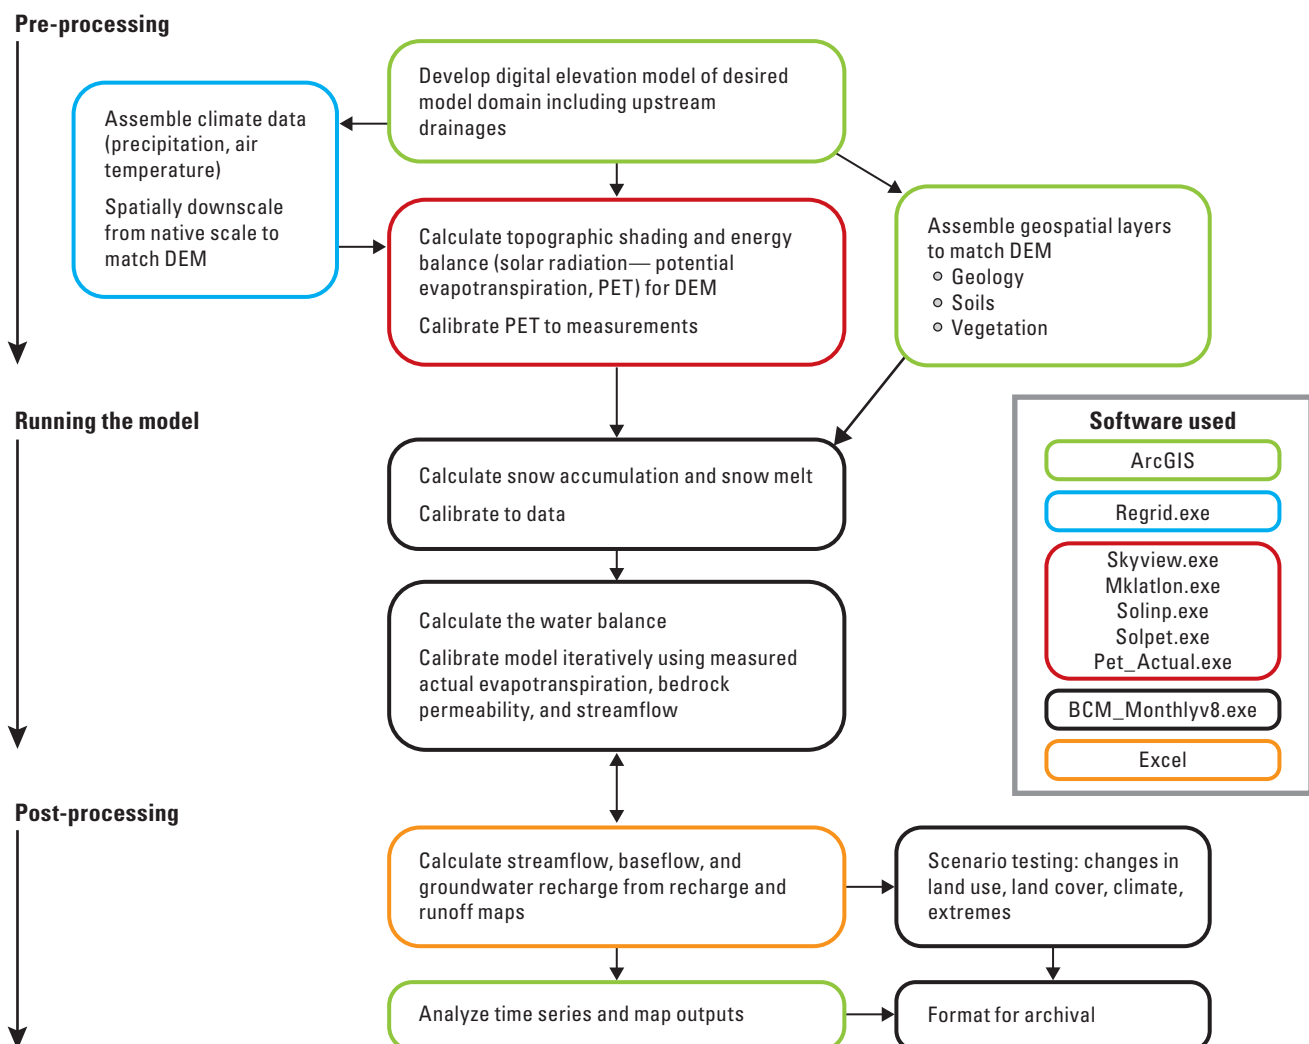 Pre-processing
Develop digital elevation model of desired
model domain including upstream
drainages
Assemble climate data
(precipitation, air
temperature)
Spatially downscale
from native scale to
match DEM
Calculate topographic shading and energy
balance (solar radiation— potential
evapotranspiration, PET) for DEM
Calibrate PET to measurements
Assemble geospatial layers
to match DEM
Geology
Soils
Vegetation
Running the model
Calculate snow accumulation and snow melt
Calibrate to data
Calculate the water balance
Calibrate model iteratively using measured
actual evapotranspiration, bedrock
permeability, and streamflow
Software used
ArcGIS
Regrid.exe
Skyview.exe
Mklatlon.exe
Solinp.exe
Solpet.exe
Pet_Actual.exe
BCM_Monthlyv8.exe
Excel
Post-processing
Calculate streamflow, baseflow, and
groundwater recharge from recharge and
runoff maps
Scenario testing: changes in
land use, land cover, climate,
extremes
Analyze time series and map outputs
Format for archival